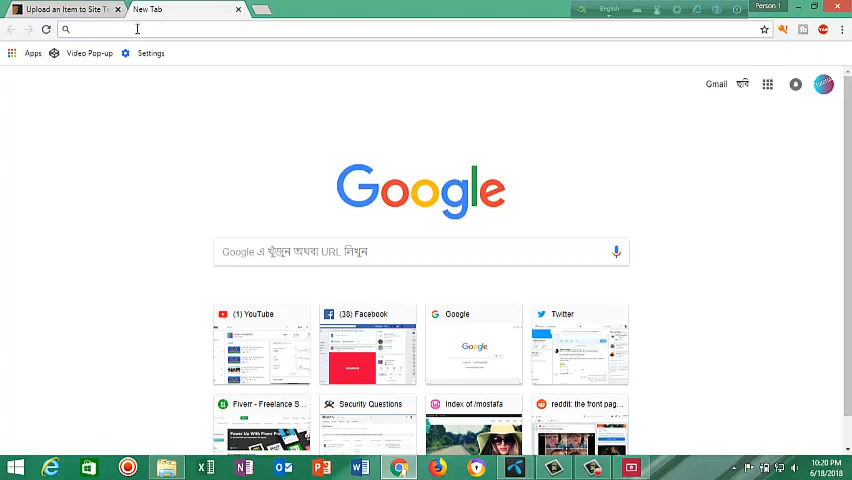 Upload an Item to Site Te
New Tab
English
Person 1
Apps
Video Pop-up
Settings
Gmail
ছবি
Google
Google এ খুঁজুন অথবা URL লিখুন
(1) YouTube
(38) Facebook
Google
Twitter
Google
Fiverr - Freelance S...
Security Questions
Index of /mostafa
reddit: the front pag...
10:20 PM
6/18/2018